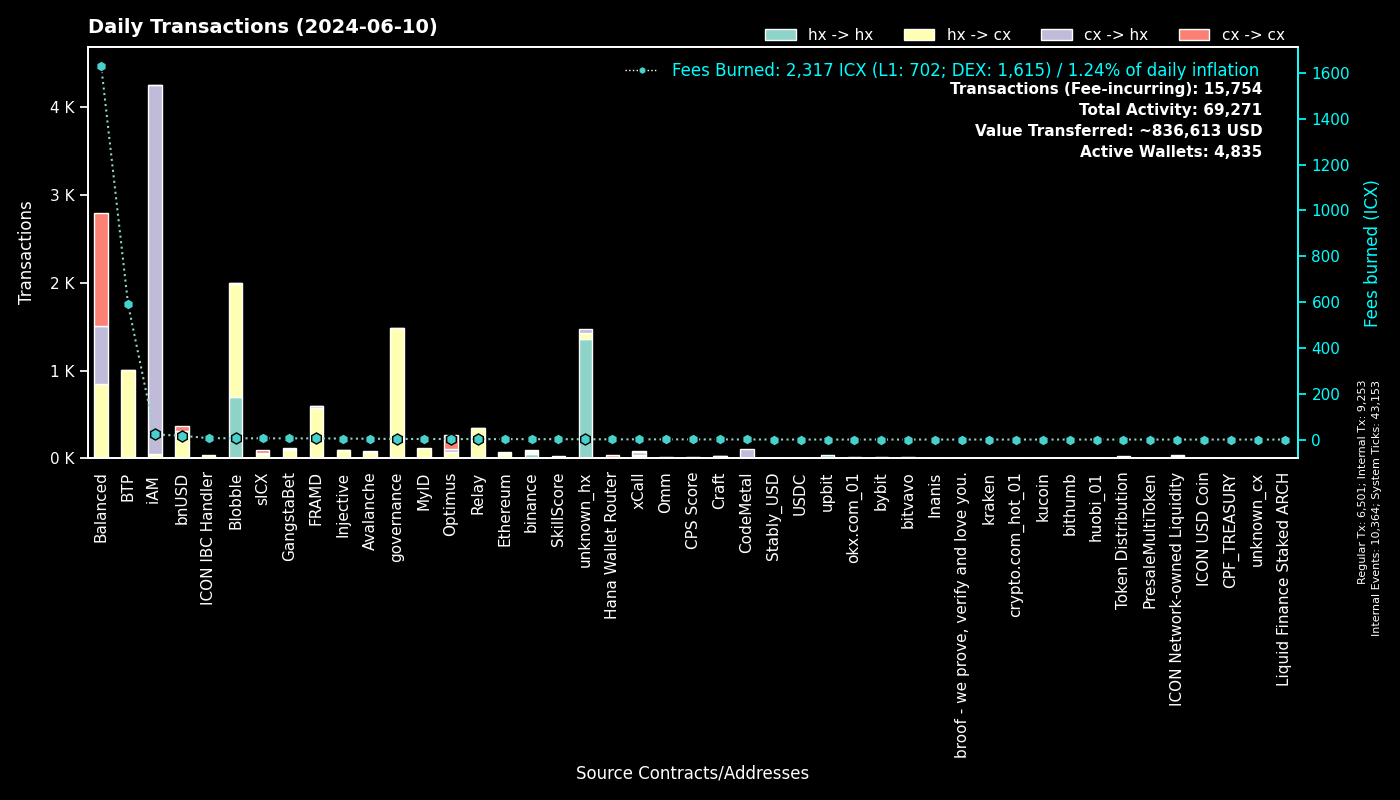 Daily Transactions (2024-06-10)
hx -> hx
hx -> cx
cx -> hx
cx -> cx
Fees Burned: 2,317 ICX (L1: 702; DEX: 1,615) / 1.24% of daily inflation
Transactions (Fee-incurring): 15,754
Total Activity: 69,271
Value Transferred: ~836,613 USD
Active Wallets: 4,835
Transactions
4 K
3 K
2 K
1 K
0 K
1600
1400
1200
1000
800
600
400
200
0
Fees burned (ICX)
Regular Tx: 6,501; Internal Tx: 9,253
Internal Events: 10,364; System Ticks: 43,153
Balanced
BTP
iAM
bnUSD
ICON IBC Handler
Blobble
sICX
GangstaBet
FRAMD
Injective
Avalanche
governance
MyID
Optimus
Relay
Ethereum
binance
SkillScore
unknown_hx
Hana Wallet Router
xCall
Omm
CPS Score
Craft
CodeMetal
Stably_USD
USDC
upbit
okx.com_01
bybit
bitvavo
Inanis
broof - we prove, verify and love you.
kraken
crypto.com_hot_01
kucoin
bithumb
huobi_01
Token Distribution
PresaleMultiToken
ICON Network-owned Liquidity
ICON USD Coin
CPF_TREASURY
unknown_cx
Liquid Finance Staked ARCH
Source Contracts/Addresses